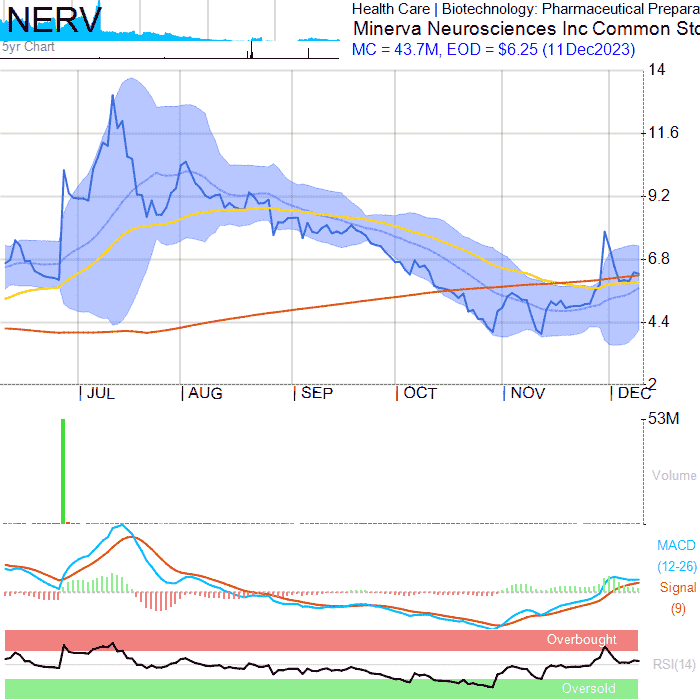 NERV
5yr Chart
Health Care | Biotechnology: Pharmaceutical Prepara
Minerva Neurosciences Inc Common Sto
MC = 43.7M, EOD = $6.25 (11Dec2023)
14
11.6
9.2
6.8
4.4
2
JUL AUG SEP OCT NOV DEC
53M
Volume
MACD
(12-26)
Signal
(9)
Overbought
RSI(14)
Oversold